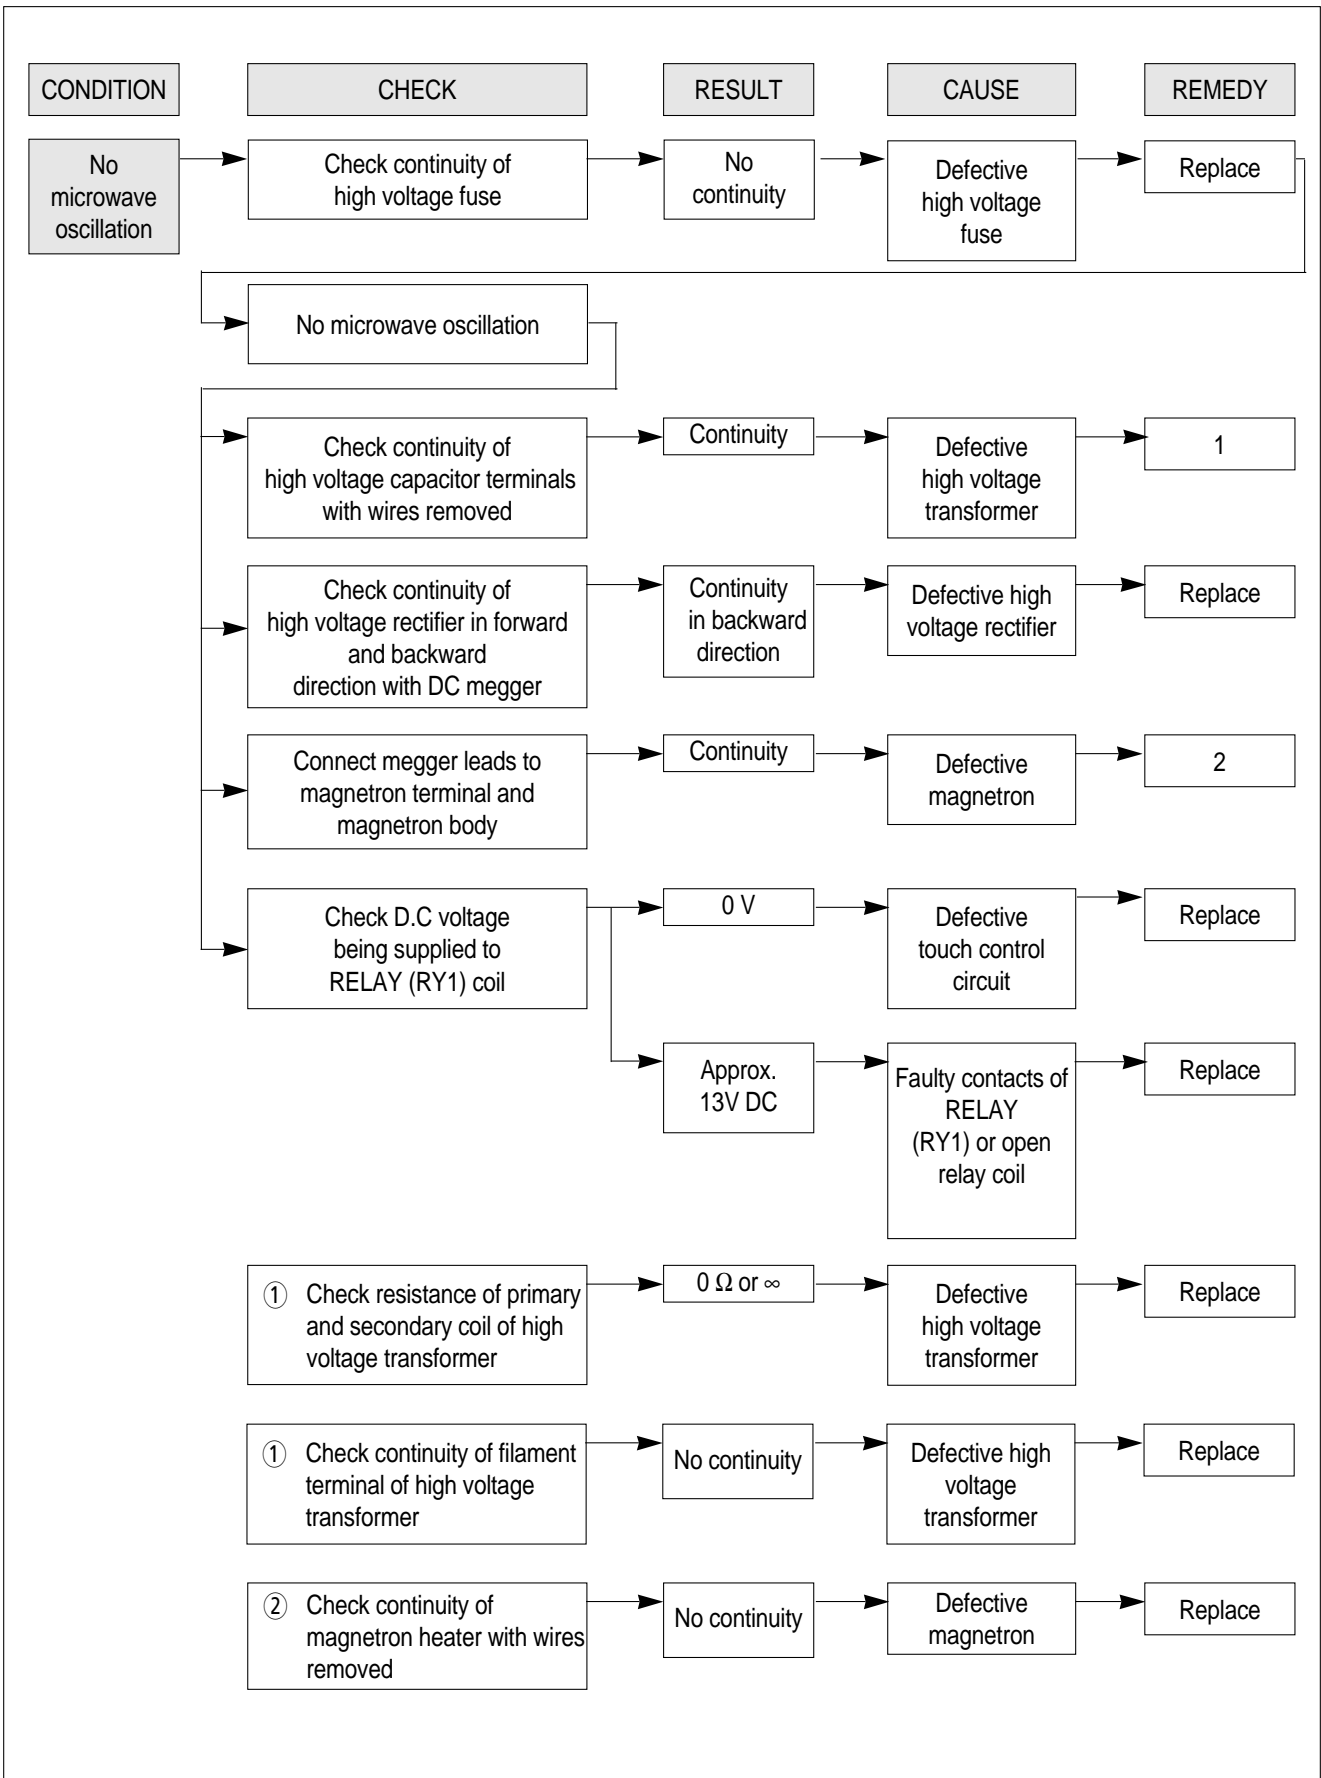 CONDITION
CHECK
RESULT
CAUSE
REMEDY
No
microwave
oscillation
Check continuity of
high voltage fuse
No
continuity
Defective
high voltage
fuse
Replace
No microwave oscillation
Check continuity of
high voltage capacitor terminals
with wires removed
Continuity
Defective
high voltage
transformer
1
Check continuity of
high voltage rectifier in forward
and backward
direction with DC megger
Continuity
in backward
direction
Defective high
voltage rectifier
Replace
Connect megger leads to
magnetron terminal and
magnetron body
Continuity
Defective
magnetron
2
Check D.C voltage
being supplied to
RELAY (RY1) coil
0 V
Defective
touch control
circuit
Replace
Approx.
13V DC
Faulty contacts of
RELAY
(RY1) or open
relay coil
Replace
① Check resistance of primary
and secondary coil of high
voltage transformer
0 Ω or ∞
Defective
high voltage
transformer
Replace
① Check continuity of filament
terminal of high voltage
transformer
No continuity
Defective high
voltage
transformer
Replace
② Check continuity of
magnetron heater with wires
removed
No continuity
Defective
magnetron
Replace